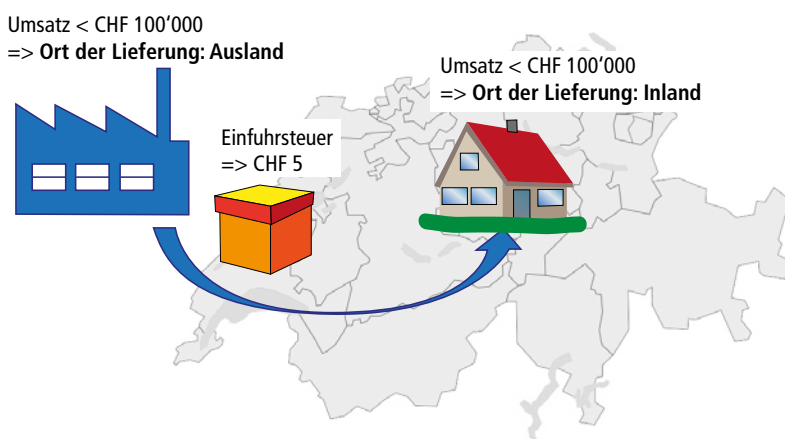 Umsatz < CHF 100‘000
=> Ort der Lieferung: Ausland
Umsatz < CHF 100‘000
=> Ort der Lieferung: Inland
Einfuhrsteuer
=> CHF 5